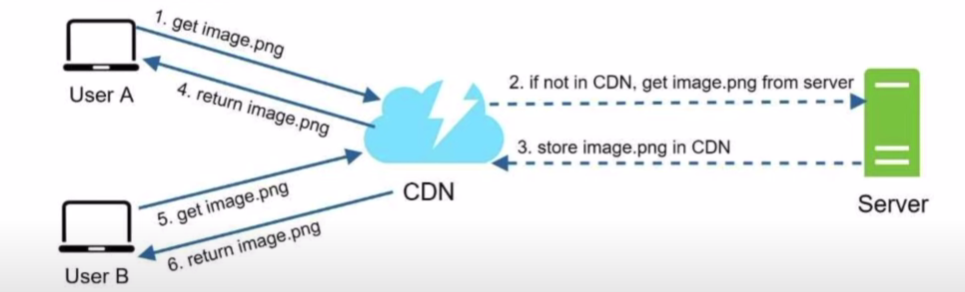 1. get image.png
User A
4. return image.png
2. if not in CDN, get image.png from server
3. store image.png in CDN
CDN
Server
5. get image.png
6. return image.png
User B